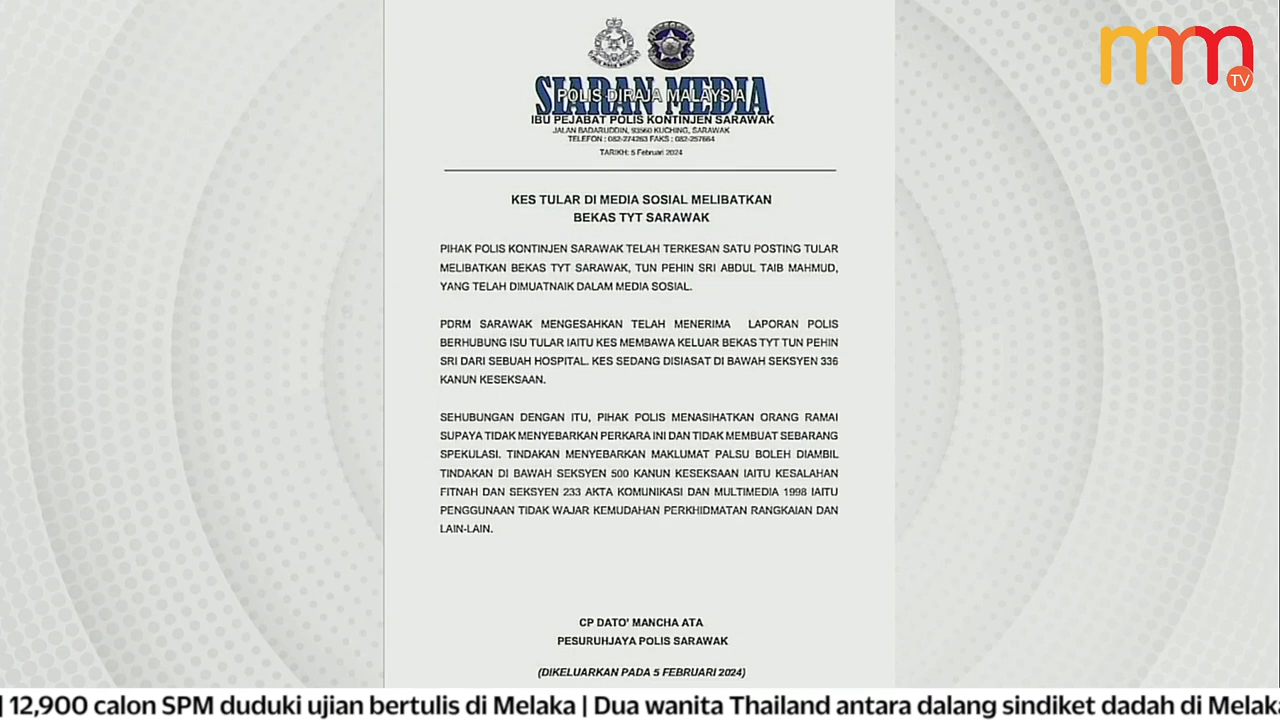 mm
TV
SIARAN MEDIA
POLIS DIRAJA MALAYSIA
IBU PEJABAT POLIS KONTINJEN SARAWAK
JALAN BADARUDDIN, 93560 KUCHING, SARAWAK
TELEFON : 082-274263 FAKS : 082-257664
TARIKH: 5 Februari 2024
KES TULAR DI MEDIA SOSIAL MELIBATKAN
BEKAS TYT SARAWAK
PIHAK POLIS KONTINJEN SARAWAK TELAH TERKESAN SATU POSTING TULAR
MELIBATKAN BEKAS TYT SARAWAK, TUN PEHIN SRI ABDUL TAIB MAHMUD,
YANG TELAH DIMUATNAIK DALAM MEDIA SOSIAL.
PDRM SARAWAK MENGESAHKAN TELAH MENERIMA LAPORAN POLIS
BERHUBUNG ISU TULAR IAITU KES MEMBAWA KELUAR BEKAS TYT TUN PEHIN
SRI DARI SEBUAH HOSPITAL. KES SEDANG DISIASAT DI BAWAH SEKSYEN 336
KANUN KESEKSAAN.
SEHUBUNGAN DENGAN ITU, PIHAK POLIS MENASIHATKAN ORANG RAMAI
SUPAYA TIDAK MENYEBARKAN PERKARA INI DAN TIDAK MEMBUAT SEBARANG
SPEKULASI. TINDAKAN MENYEBARKAN MAKLUMAT PALSU BOLEH DIAMBIL
TINDAKAN DI BAWAH SEKSYEN 500 KANUN KESEKSAAN IAITU KESALAHAN
FITNAH DAN SEKSYEN 233 AKTA KOMUNIKASI DAN MULTIMEDIA 1998 IAITU
PENGGUNAAN TIDAK WAJAR KEMUDAHAN PERKHIDMATAN RANGKAIAN DAN
LAIN-LAIN.
CP DATO' MANCHA ATA
PESURUHJAYA POLIS SARAWAK
(DIKELUARKAN PADA 5 FEBRUARI 2024)
| 12,900 calon SPM duduki ujian bertulis di Melaka | Dua wanita Thailand antara dalang sindiket dadah di Melaka